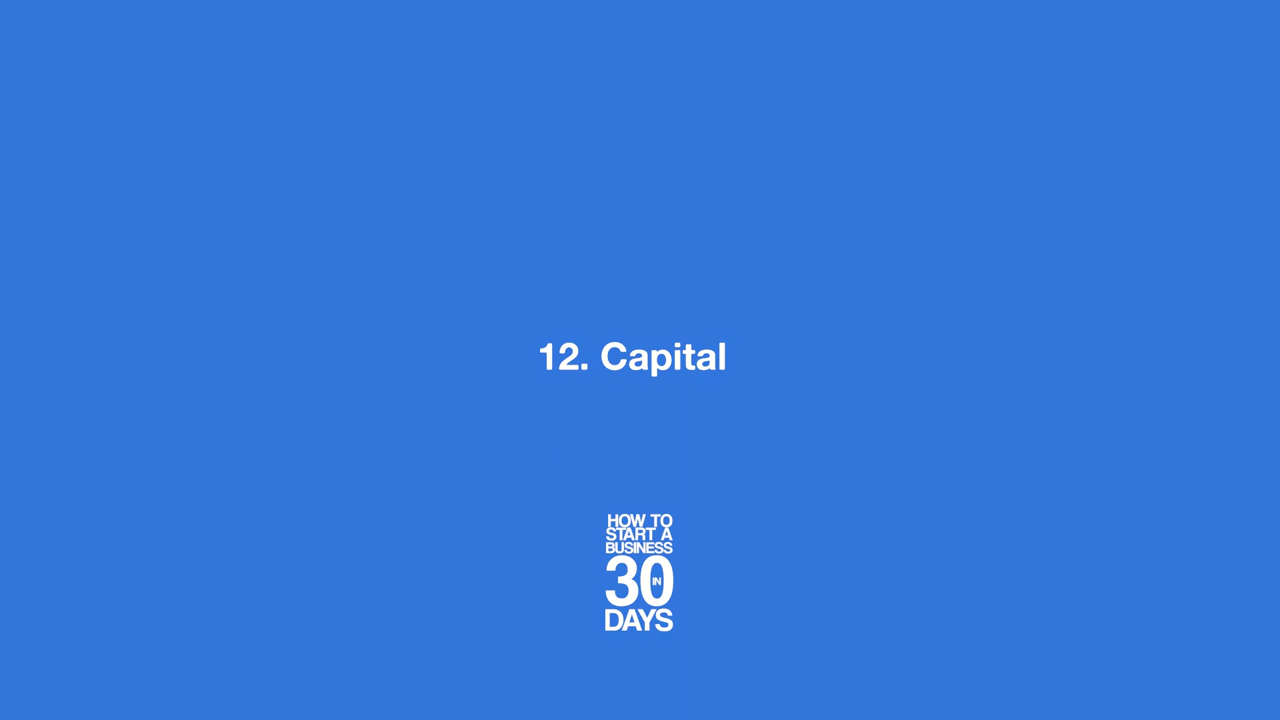 12. Capital
HOW TO
START A
BUSINESS
30
IN
DAYS